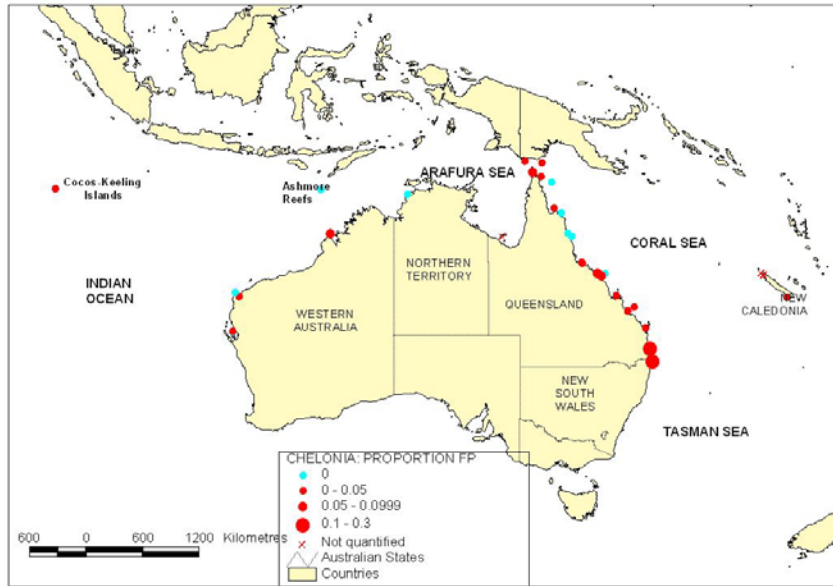 ARAFURA SEA
Cocos-Keeling
Islands
Ashmore
Reefs
CORAL SEA
INDIAN
OCEAN
NORTHERN
TERRITORY
QUEENSLAND
WESTERN
AUSTRALIA
NEW
CALEDONIA
NEW
SOUTH
WALES
TASMAN SEA
CHELONIA: PROPORTION FP
0
0 - 0.05
0.05 - 0.0999
0.1 - 0.3
Not quantified
Australian States
Countries
600 0 600 1200 Kilometres